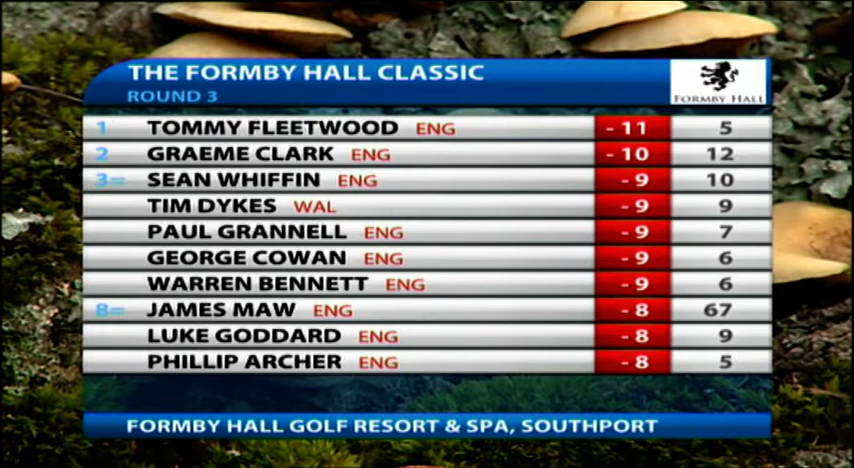 THE FORMBY HALL CLASSIC
ROUND 3
FORMBY HALL
1 TOMMY FLEETWOOD ENG - 11 5
2 GRAEME CLARK ENG - 10 12
3= SEAN WHIFFIN ENG - 9 10
TIM DYKES WAL - 9 9
PAUL GRANNELL ENG - 9 7
GEORGE COWAN ENG - 9 6
WARREN BENNETT ENG - 9 6
8= JAMES MAW ENG - 8 67
LUKE GODDARD ENG - 8 9
PHILLIP ARCHER ENG - 8 5
FORMBY HALL GOLF RESORT & SPA, SOUTHPORT